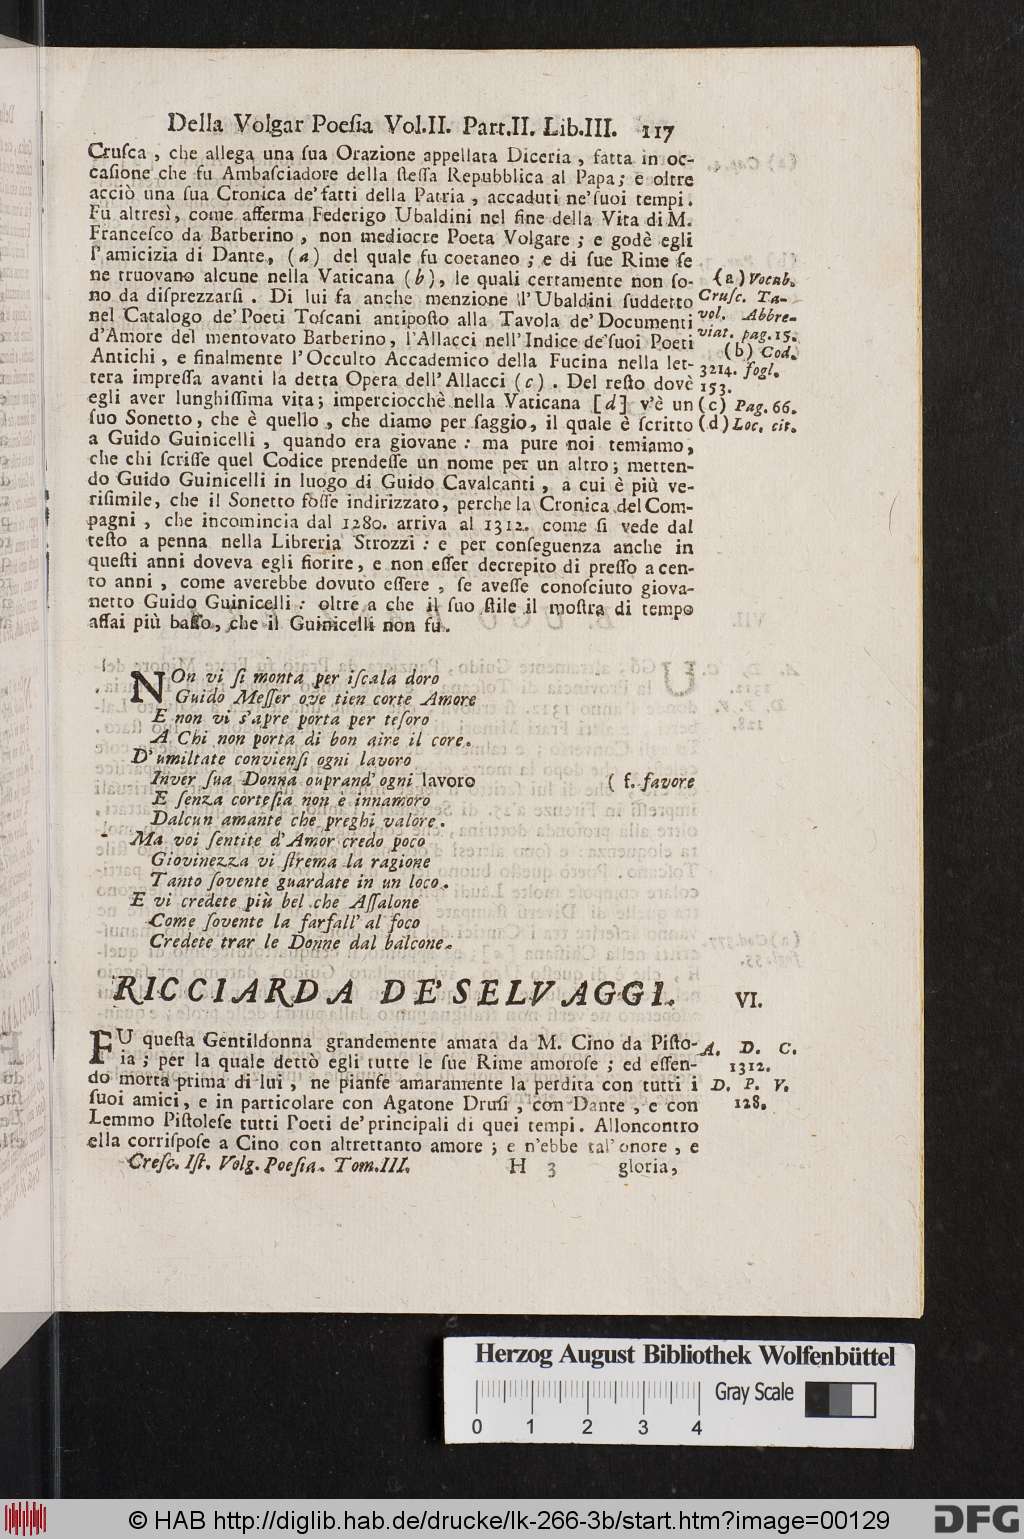 Della Volgar Poeſia Vol.II. Part.II. Lib.III. 117
Cruſca, che allega una ſua Orazione appellata Diceria, fatta in oc-
caſione che fu Ambaſciadore della ſteſſa Repubblica al Papa; e oltre
acciò una ſua Cronica de'fatti della Patria, accaduti ne'ſuoi tempi.
Fu altresì, come afferma Federigo Ubaldini nel fine della Vita di M.
Franceſco da Barberino, non mediocre Poeta Volgare; e godè egli
l'amicizia di Dante, (a) del quale fu coetaneo; e di ſue Rime ſe
ne truovano alcune nella Vaticana (b), le quali certamente non ſo-
no da diſprezzarſi. Di lui fa anche menzione l'Ubaldini ſuddetto
nel Catalogo de'Poeti Toſcani antipoſto alla Tavola de'Documenti
d'Amore del mentovato Barberino, l'Allacci nell'Indice de'ſuoi Poeti
Antichi, e finalmente l'Occulto Accademico della Fucina nella let-
tera impreſſa avanti la detta Opera dell'Allacci (c). Del reſto dovè
egli aver lunghiſſima vita; imperciocchè nella Vaticana [d] v'è un
ſuo Sonetto, che è quello, che diamo per ſaggio, il quale è ſcritto
a Guido Guinicelli, quando era giovane: ma pure noi temiamo,
che chi ſcriſſe quel Codice prendeſſe un nome per un altro; metten-
do Guido Guinicelli in luogo di Guido Cavalcanti, a cui è più ve-
riſimile, che il Sonetto foſſe indirizzato, perche la Cronica del Com-
pagni, che incomincia dal 1280. arriva al 1312. come ſi vede dal
teſto a penna nella Libreria Strozzi: e per conſeguenza anche in
queſti anni doveva egli fiorire, e non eſſer decrepito di preſſo a cen-
to anni, come averebbe dovuto eſſere, ſe aveſſe conoſciuto giova-
netto Guido Guinicelli: oltre a che il ſuo ſtile il moſtra di tempo
aſſai più baſſo, che il Guinicelli non fu.
(a) Vocab.
Cruſc. Ta-
vol. Abbre-
viat. pag. 15.
(b) Cod.
3214. fogl.
153.
(c) Pag. 66.
(d) Loc. cit.
NOn vi ſi monta per iſcala doro
Guido Meſſer ove tien corte Amore
E non vi s'apre porta per teſoro
A Chi non porta di bon aire il core.
D'umiltate convienſi ogni lavoro
Inver ſua Donna ouprand'ogni lavoro ( f. favore
E ſenza corteſia non è innamoro
Dalcun amante che preghi valore.
Ma voi ſentite d'Amor credo poco
Giovinezza vi ſtrema la ragione
Tanto ſovente guardate in un loco.
E vi credete più bel che Aſſalone
Come ſovente la farfall' al foco
Credete trar le Donne dal balcone.
RICCIARDA DE'SELVAGGI. VI.
FU queſta Gentildonna grandemente amata da M. Cino da Piſto-
ia; per la quale dettò egli tutte le ſue Rime amoroſe; ed eſſen-
do morta prima di lui, ne pianſe amaramente la perdita con tutti i
ſuoi amici, e in particolare con Agatone Druſi, con Dante, e con
Lemmo Piſtoleſe tutti Poeti de'principali di quei tempi. Alloncontro
ella corriſpoſe a Cino con altrettanto amore; e n'ebbe tal'onore, e
A. D. C.
1312.
D. P. V.
128.
Creſc. Iſt. Volg. Poeſia. Tom.III. H 3 gloria,
Herzog August Bibliothek Wolfenbüttel
Gray Scale
0 1 2 3 4
© HAB http://diglib.hab.de/drucke/lk-266-3b/start.htm?image=00129
DFG